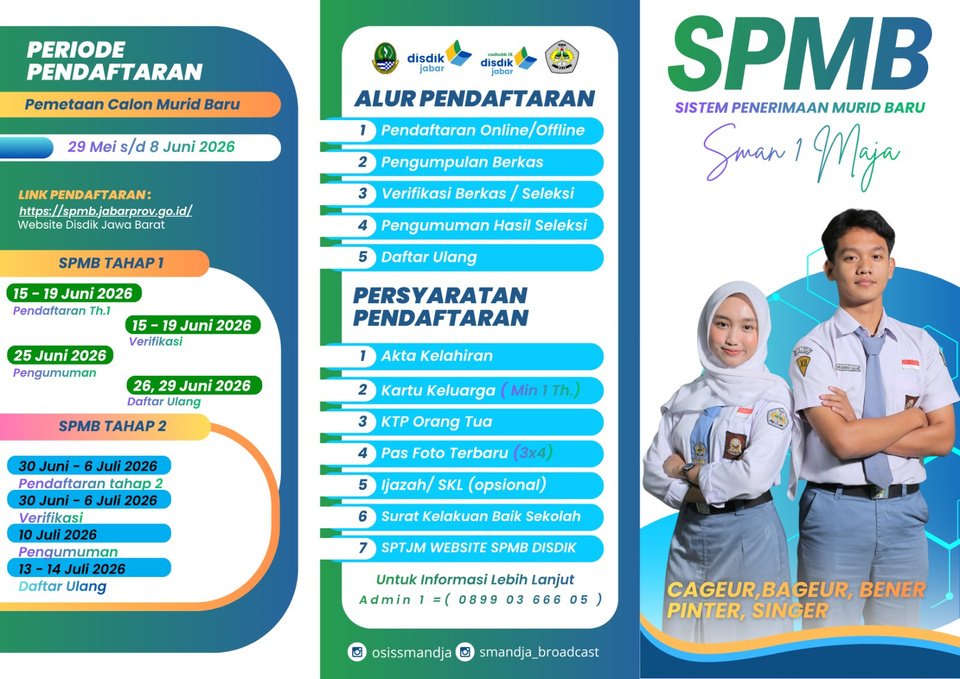 PERIODE
PENDAFTARAN
Pemetaan Calon Murid Baru
29 Mei s/d 8 Juni 2026
LINK PENDAFTARAN :
https://spmb.jabarprov.go.id/
Website Disdik Jawa Barat
SPMB TAHAP 1
15 - 19 Juni 2026
Pendaftaran Th.1
15 - 19 Juni 2026
Verifikasi
25 Juni 2026
Pengumuman
26, 29 Juni 2026
Daftar Ulang
SPMB TAHAP 2
30 Juni - 6 Juli 2026
Pendaftaran tahap 2
30 Juni - 6 Juli 2026
Verifikasi
10 Juli 2026
Pengumuman
13 - 14 Juli 2026
Daftar Ulang
disdik
jabar
cadisdik IX
disdik
jabar
ALUR PENDAFTARAN
1 Pendaftaran Online/Offline
2 Pengumpulan Berkas
3 Verifikasi Berkas / Seleksi
4 Pengumuman Hasil Seleksi
5 Daftar Ulang
PERSYARATAN
PENDAFTARAN
1 Akta Kelahiran
2 Kartu Keluarga ( Min 1 Th.)
3 KTP Orang Tua
4 Pas Foto Terbaru (3x4)
5 Ijazah/ SKL (opsional)
6 Surat Kelakuan Baik Sekolah
7 SPTJM WEBSITE SPMB DISDIK
Untuk Informasi Lebih Lanjut
Admin 1 =( 0899 03 666 05 )
osissmandja smandja_broadcast
SPMB
SISTEM PENERIMAAN MURID BARU
Sman 1 Maja
CAGEUR,BAGEUR, BENER
PINTER, SINGER